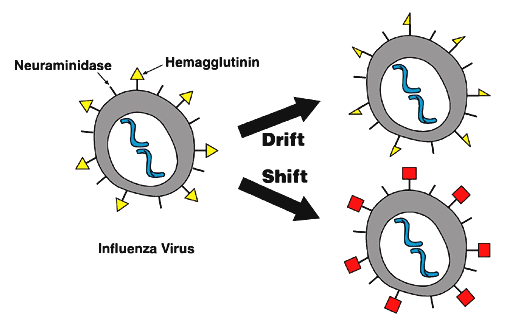 Neuraminidase
Hemagglutinin
Drift
Shift
Influenza Virus